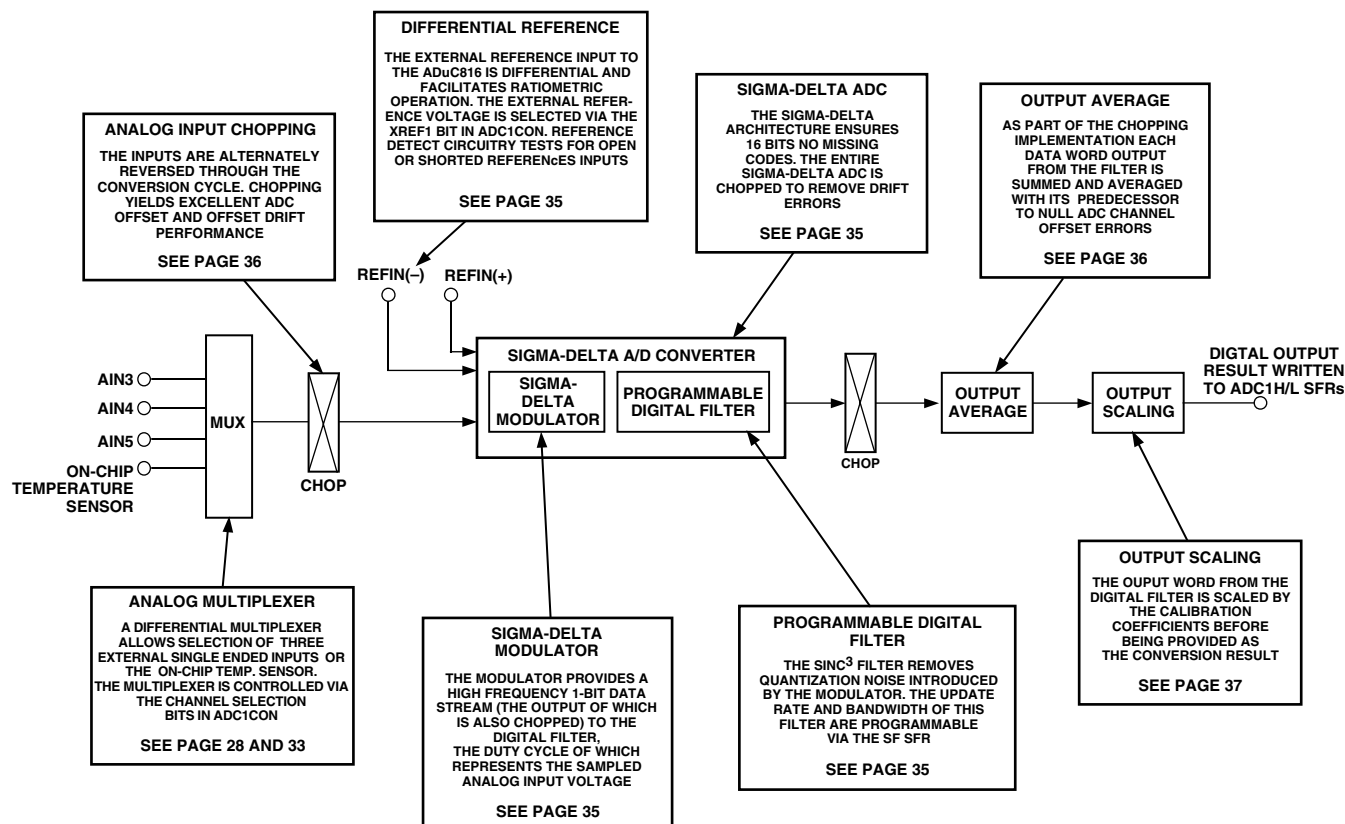 DIFFERENTIAL REFERENCE
THE EXTERNAL REFERENCE INPUT TO
THE ADuC816 IS DIFFERENTIAL AND
FACILITATES RATIOMETRIC
OPERATION. THE EXTERNAL REFER-
ENCE VOLTAGE IS SELECTED VIA THE
XREF1 BIT IN ADC1CON. REFERENCE
DETECT CIRCUITRY TESTS FOR OPEN
OR SHORTED REFERENcES INPUTS
SEE PAGE 35
SIGMA-DELTA ADC
THE SIGMA-DELTA
ARCHITECTURE ENSURES
16 BITS NO MISSING
CODES. THE ENTIRE
SIGMA-DELTA ADC IS
CHOPPED TO REMOVE DRIFT
ERRORS
SEE PAGE 35
OUTPUT AVERAGE
AS PART OF THE CHOPPING
IMPLEMENTATION EACH
DATA WORD OUTPUT
FROM THE FILTER IS
SUMMED AND AVERAGED
WITH ITS PREDECESSOR
TO NULL ADC CHANNEL
OFFSET ERRORS
SEE PAGE 36
ANALOG INPUT CHOPPING
THE INPUTS ARE ALTERNATELY
REVERSED THROUGH THE
CONVERSION CYCLE. CHOPPING
YIELDS EXCELLENT ADC
OFFSET AND OFFSET DRIFT
PERFORMANCE
SEE PAGE 36
REFIN(–)
REFIN(+)
AIN3
AIN4
AIN5
ON-CHIP
TEMPERATURE
SENSOR
MUX
CHOP
SIGMA-DELTA A/D CONVERTER
SIGMA-
DELTA
MODULATOR
PROGRAMMABLE
DIGITAL FILTER
CHOP
OUTPUT
AVERAGE
OUTPUT
SCALING
DIGTAL OUTPUT
RESULT WRITTEN
TO ADC1H/L SFRs
ANALOG MULTIPLEXER
A DIFFERENTIAL MULTIPLEXER
ALLOWS SELECTION OF THREE
EXTERNAL SINGLE ENDED INPUTS OR
THE ON-CHIP TEMP. SENSOR.
THE MULTIPLEXER IS CONTROLLED VIA
THE CHANNEL SELECTION
BITS IN ADC1CON
SEE PAGE 28 AND 33
SIGMA-DELTA
MODULATOR
THE MODULATOR PROVIDES A
HIGH FREQUENCY 1-BIT DATA
STREAM (THE OUTPUT OF WHICH
IS ALSO CHOPPED) TO THE
DIGITAL FILTER,
THE DUTY CYCLE OF WHICH
REPRESENTS THE SAMPLED
ANALOG INPUT VOLTAGE
SEE PAGE 35
PROGRAMMABLE DIGITAL
FILTER
THE SINC³ FILTER REMOVES
QUANTIZATION NOISE INTRODUCED
BY THE MODULATOR. THE UPDATE
RATE AND BANDWIDTH OF THIS
FILTER ARE PROGRAMMABLE
VIA THE SF SFR
SEE PAGE 35
OUTPUT SCALING
THE OUPUT WORD FROM THE
DIGITAL FILTER IS SCALED BY
THE CALIBRATION
COEFFICIENTS BEFORE
BEING PROVIDED AS
THE CONVERSION RESULT
SEE PAGE 37